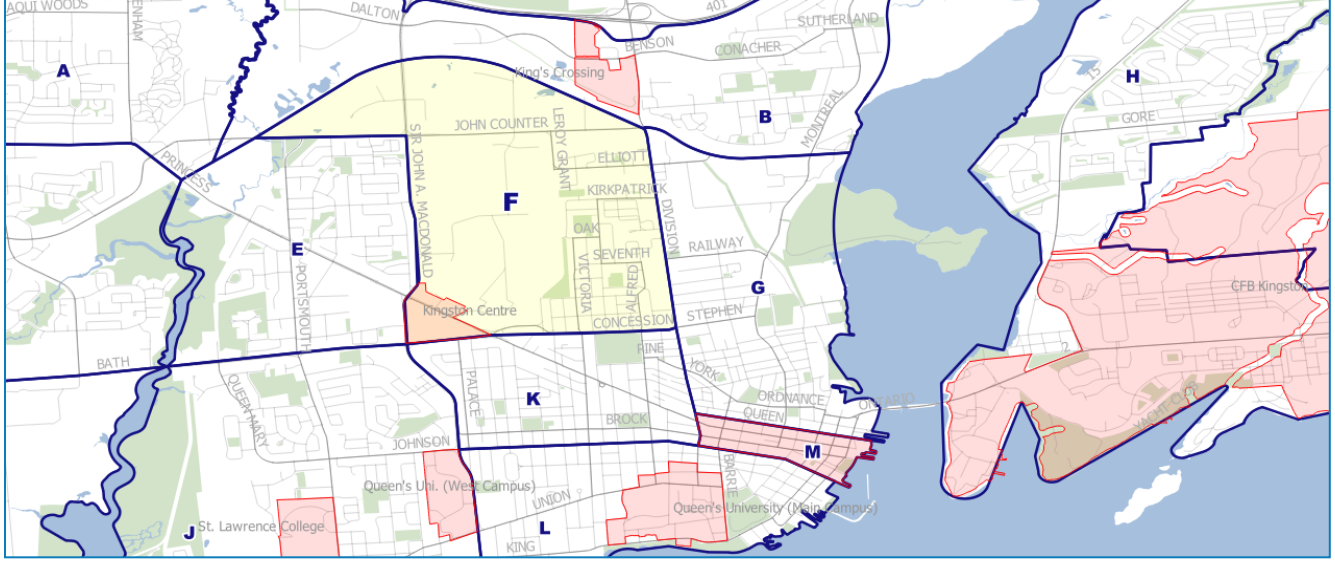 AQUI WOODS
ENHAM
DALTON
401
SUTHERLAND
BENSON
CONACHER
A
King's Crossing
15
H
LEROY GRANT
MONTREAL
B
GORE
JOHN COUNTER
SIR JOHN A. MACDONALD
ELLIOTT
PRINCESS
KIRKPATRICK
F
DIVISION
OAK
RAILWAY
E
SEVENTH
PORTSMOUTH
VICTORIA
ALFRED
G
CFB Kingston
Kingston Centre
STEPHEN
CONCESSION
PINE
2
BATH
YORK
QUEEN MARY
PALACE
K
ORDNANCE
ONTARIO
YACHT CLUB
QUEEN
BROCK
JOHNSON
M
BARRIE
Queen's Uni. (West Campus)
UNION
Queen's University (Main Campus)
J
St. Lawrence College
L
KING